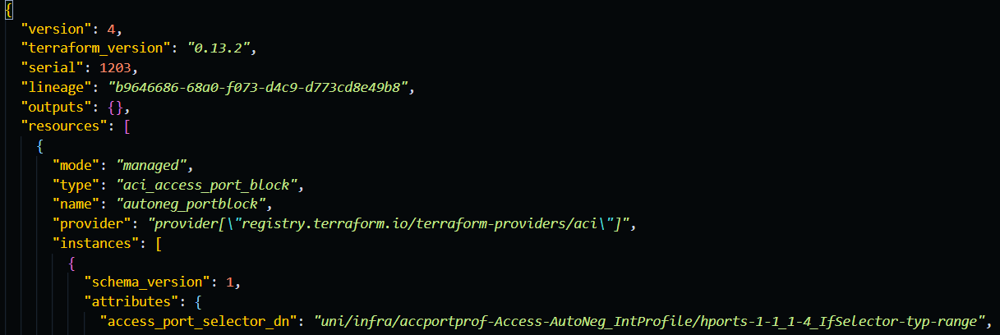 {
"version": 4,
"terraform_version": "0.13.2",
"serial": 1203,
"lineage": "b9646686-68a0-f073-d4c9-d773cd8e49b8",
"outputs": {},
"resources": [
{
"mode": "managed",
"type": "aci_access_port_block",
"name": "autoneg_portblock",
"provider": "provider[\"registry.terraform.io/terraform-providers/aci\"]",
"instances": [
{
"schema_version": 1,
"attributes": {
"access_port_selector_dn": "uni/infra/accportprof-Access-AutoNeg_IntProfile/hports-1-1_1-4_IfSelector-typ-range",